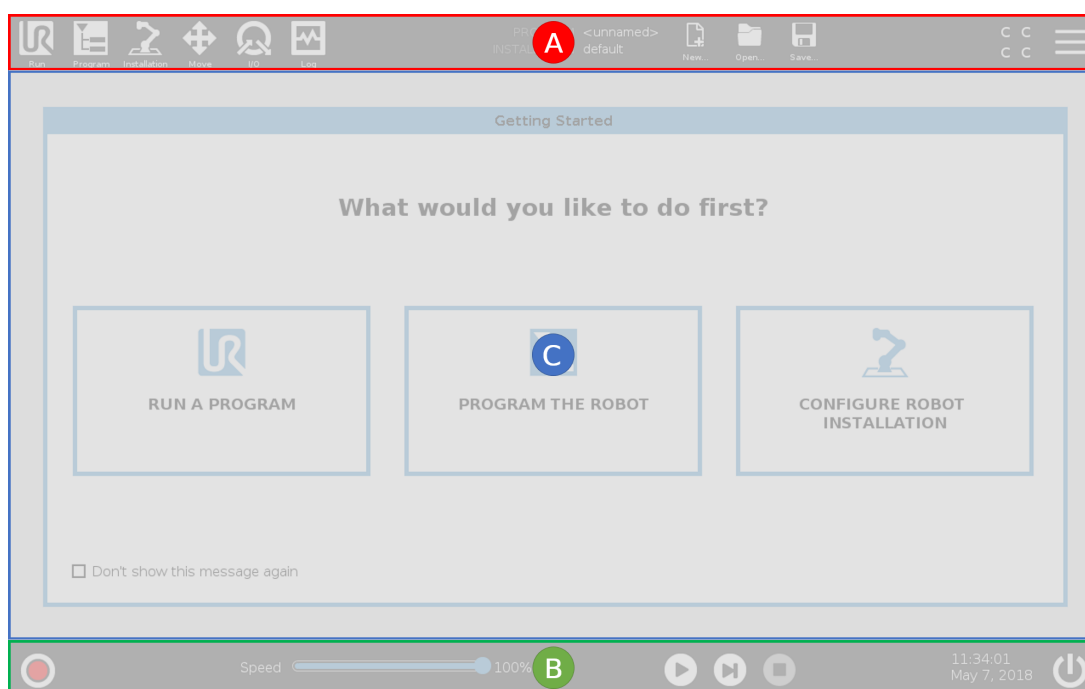 Run Program Installation Move I/O Log
A
<unnamed>
default
New... Open... Save...
C C
C C
Getting Started
What would you like to do first?
C
RUN A PROGRAM
PROGRAM THE ROBOT
CONFIGURE ROBOT
INSTALLATION
Don't show this message again
Speed 100% B
11:34:01
May 7, 2018